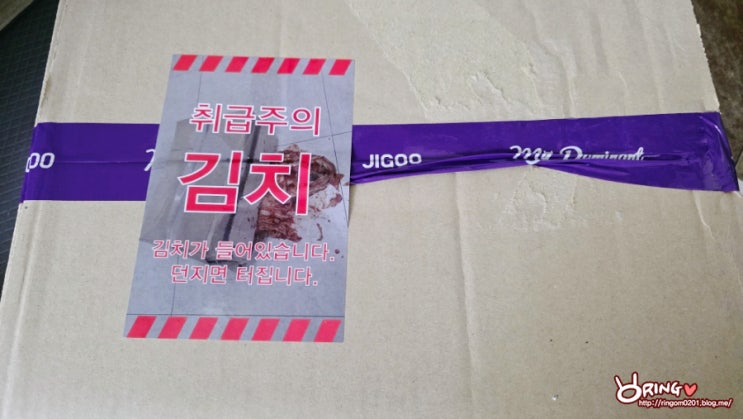 취급주의
김치
김치가 들어있습니다.
던지면 터집니다.
JIGOO
RING
http://ringom0201.blog.me/